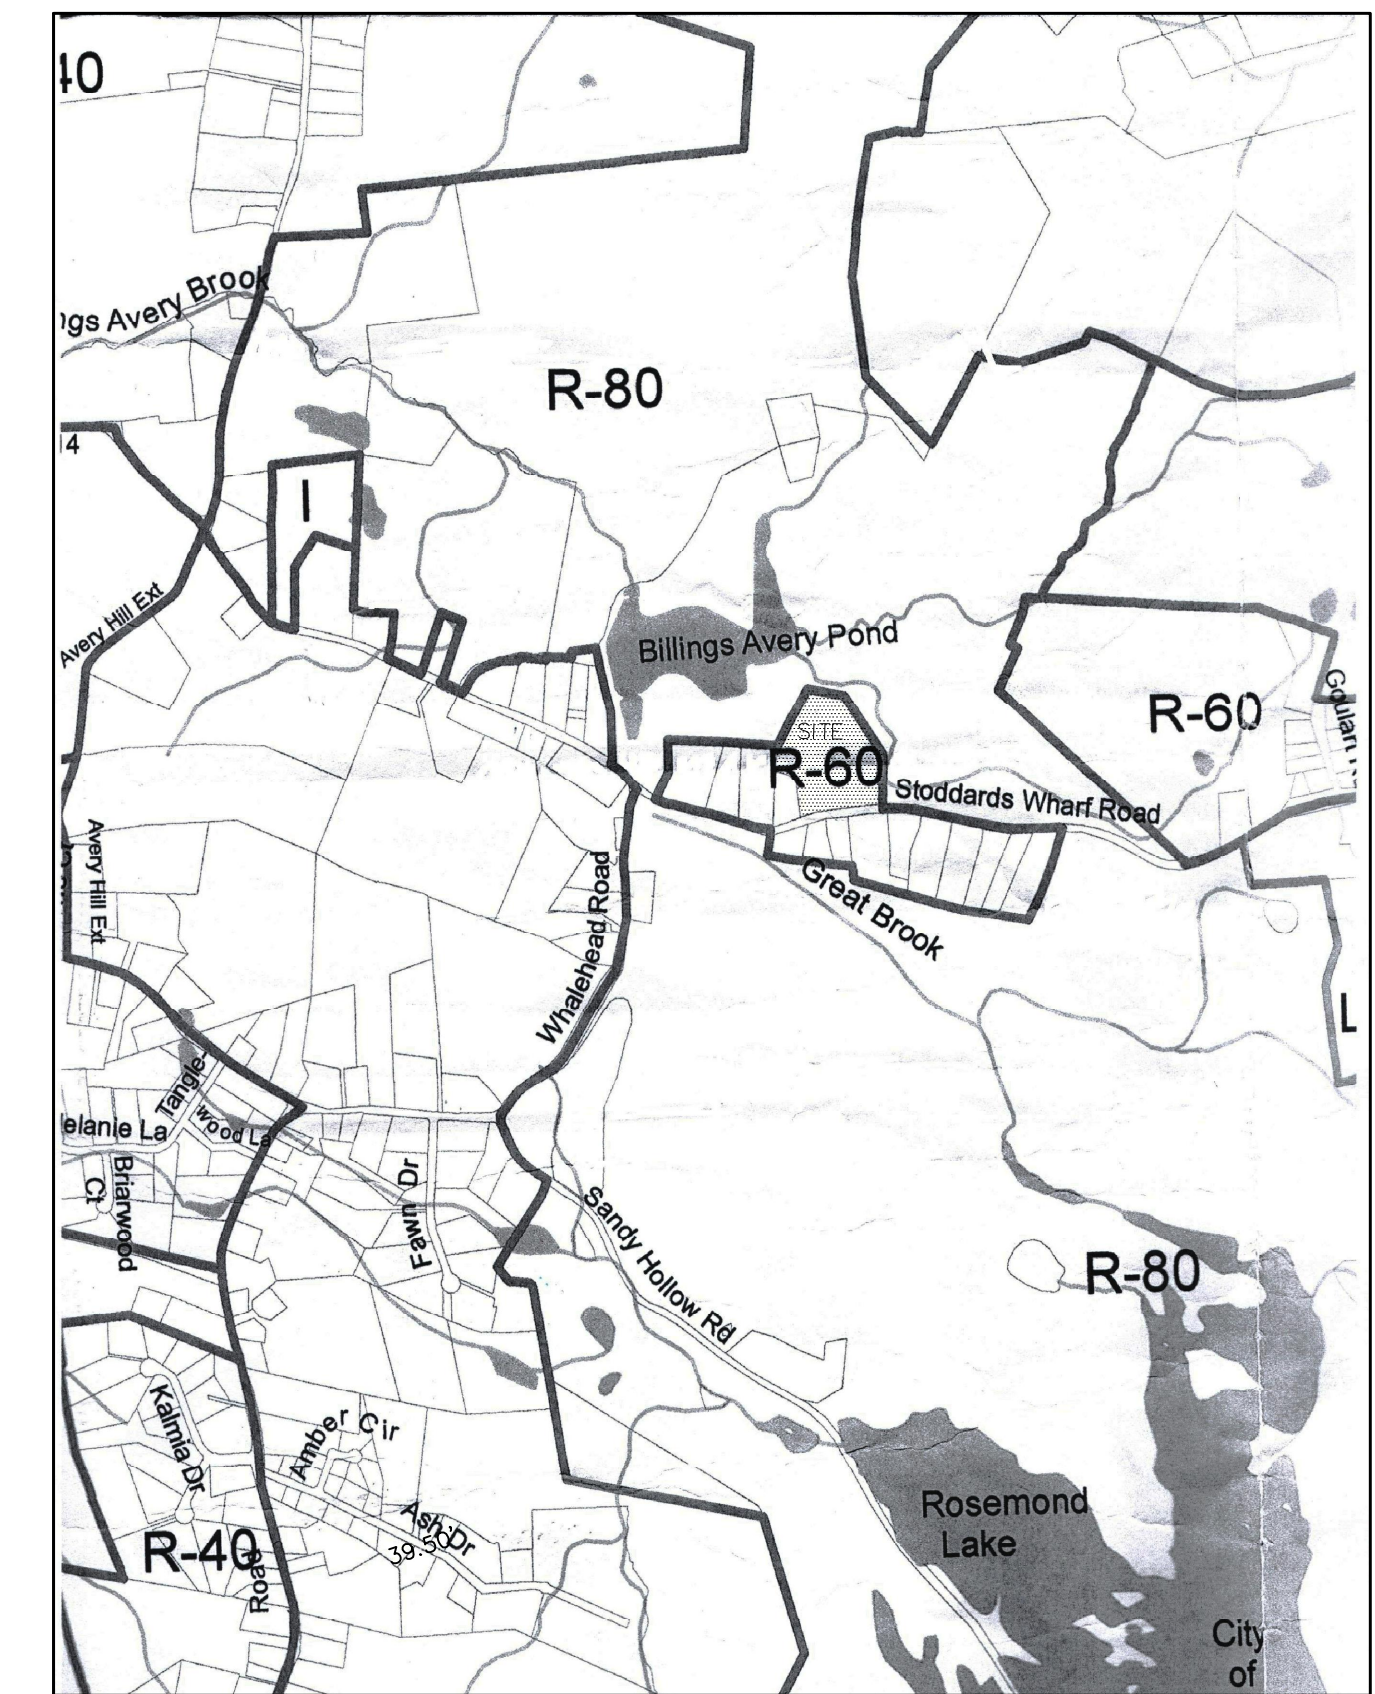 40
ngs Avery Brook
R-80
14
I
Avery Hill Ext
Billings Avery Pond
R-60
SITE
R-60
Stoddards Wharf Road
Avery Hill Ext
Great Brook
Whalehead Road
L
Tangle-
wood La
elanie La
Briarwood
Ct
Fawn Dr
Sandy Hollow Rd
R-80
Kalmia Dr
Amber Cir
Ash Dr
39.50'
R-40
Road
Rosemond
Lake
City
of